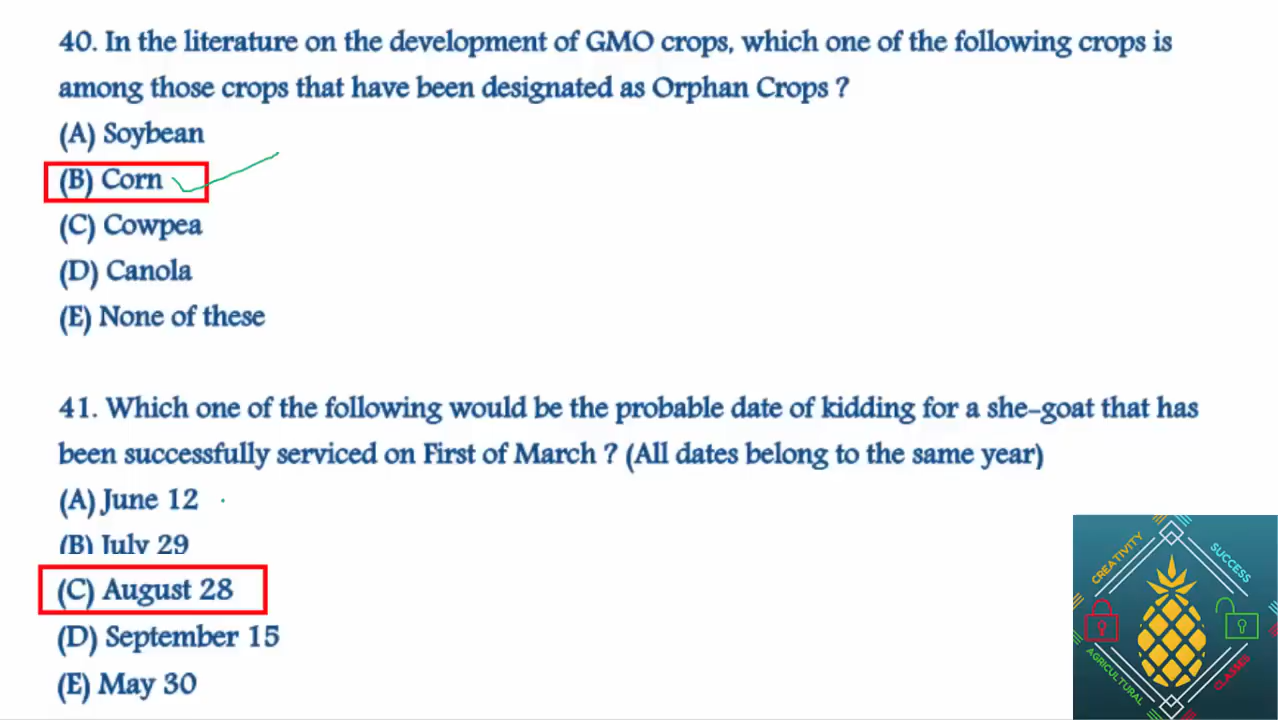 40. In the literature on the development of GMO crops, which one of the following crops is
among those crops that have been designated as Orphan Crops ?
(A) Soybean
(B) Corn
(C) Cowpea
(D) Canola
(E) None of these
41. Which one of the following would be the probable date of kidding for a she-goat that has
been successfully serviced on First of March ? (All dates belong to the same year)
(A) June 12
(B) July 29
(C) August 28
(D) September 15
(E) May 30
CREATIVITY
SUCCESS
AGRICULTURAL
CLASSES